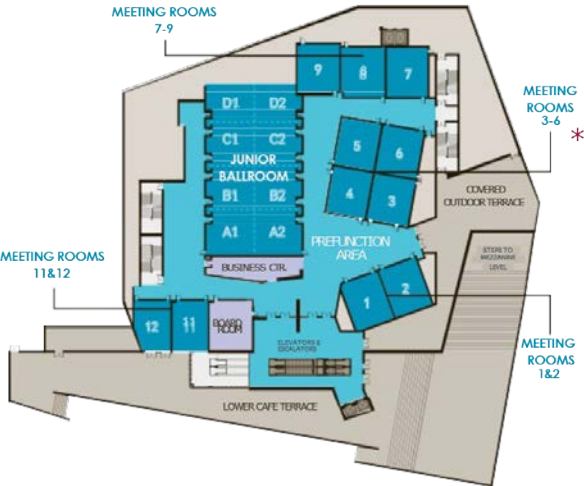 MEETING ROOMS
7-9
9
8
7
MEETING
ROOMS
3-6
*
D1 D2
C1 C2
JUNIOR
BALLROOM
B1 B2
A1 A2
5
6
4
3
COVERED
OUTDOOR TERRACE
PREFUNCTION
AREA
BUSINESS CTR.
STEPS TO
MEZZANINE
LEVEL
MEETING ROOMS
11&12
1
2
12
11
BOARD
ROOM
ELEVATORS &
ESCALATORS
MEETING
ROOMS
1&2
LOWER CAFE TERRACE